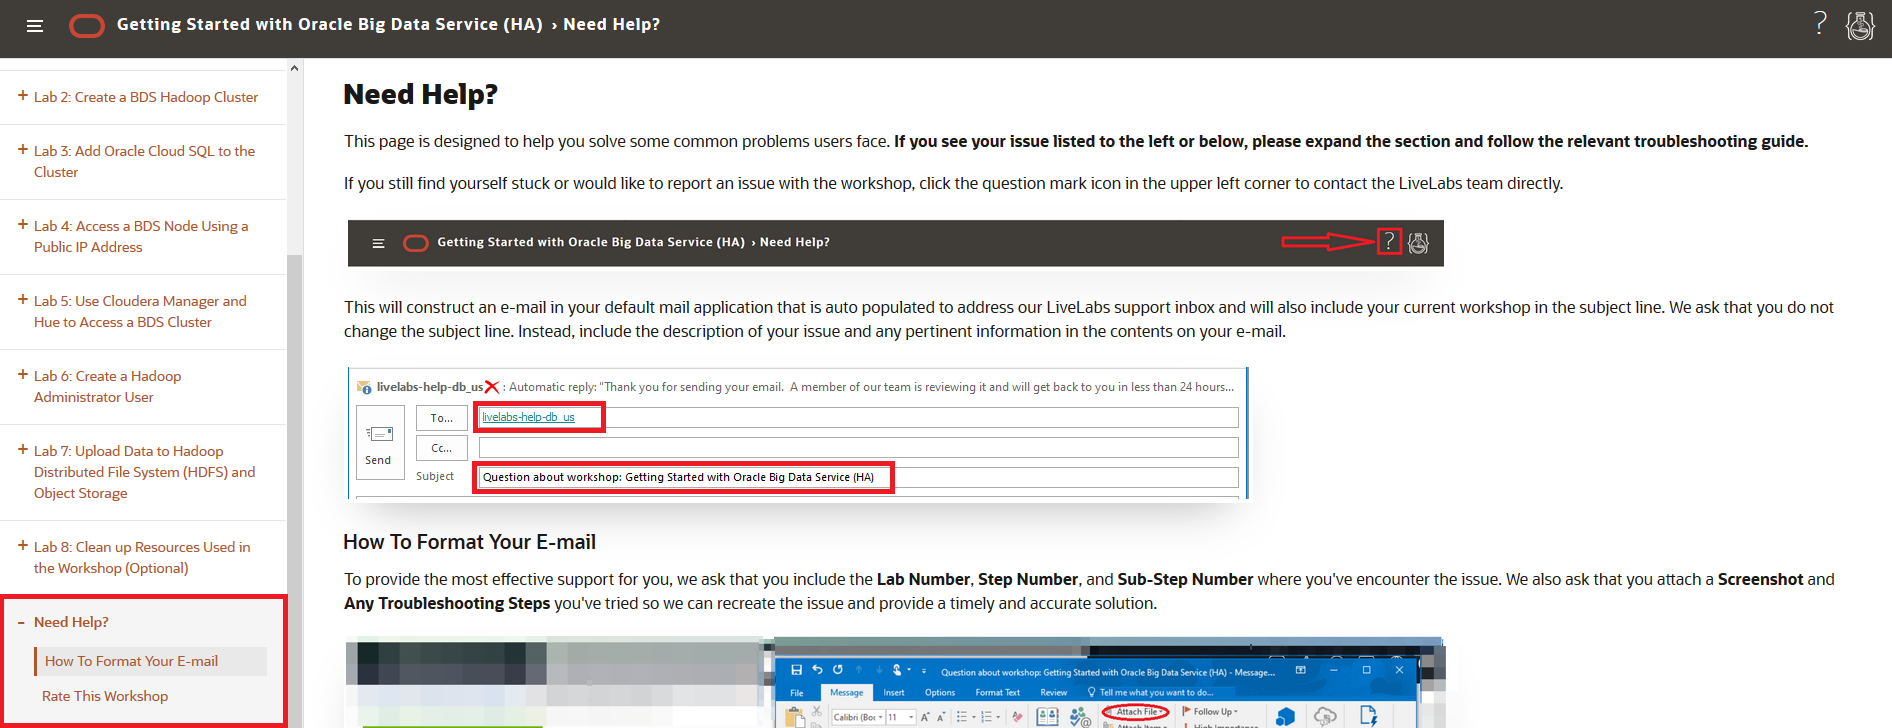 Getting Started with Oracle Big Data Service (HA) › Need Help?
?
+ Lab 2: Create a BDS Hadoop Cluster
+ Lab 3: Add Oracle Cloud SQL to the
Cluster
+ Lab 4: Access a BDS Node Using a
Public IP Address
+ Lab 5: Use Cloudera Manager and
Hue to Access a BDS Cluster
+ Lab 6: Create a Hadoop
Administrator User
+ Lab 7: Upload Data to Hadoop
Distributed File System (HDFS) and
Object Storage
+ Lab 8: Clean up Resources Used in
the Workshop (Optional)
- Need Help?
How To Format Your E-mail
Rate This Workshop
Need Help?
This page is designed to help you solve some common problems users face. If you see your issue listed to the left or below, please expand the section and follow the relevant troubleshooting guide.
If you still find yourself stuck or would like to report an issue with the workshop, click the question mark icon in the upper left corner to contact the LiveLabs team directly.
Getting Started with Oracle Big Data Service (HA) › Need Help?
?
This will construct an e-mail in your default mail application that is auto populated to address our LiveLabs support inbox and will also include your current workshop in the subject line. We ask that you do not
change the subject line. Instead, include the description of your issue and any pertinent information in the contents on your e-mail.
livelabs-help-db_us : Automatic reply: "Thank you for sending your email. A member of our team is reviewing it and will get back to you in less than 24 hours...
To... livelabs-help-db_us
Cc...
Send
Subject Question about workshop: Getting Started with Oracle Big Data Service (HA)
How To Format Your E-mail
To provide the most effective support for you, we ask that you include the Lab Number, Step Number, and Sub-Step Number where you've encounter the issue. We also ask that you attach a Screenshot and
Any Troubleshooting Steps you've tried so we can recreate the issue and provide a timely and accurate solution.
Question about workshop: Getting Started with Oracle Big Data Service (HA) - Message...
File Message Insert Options Format Text Review Tell me what you want to do...
Calibri (Bo 11 Attach File Follow Up